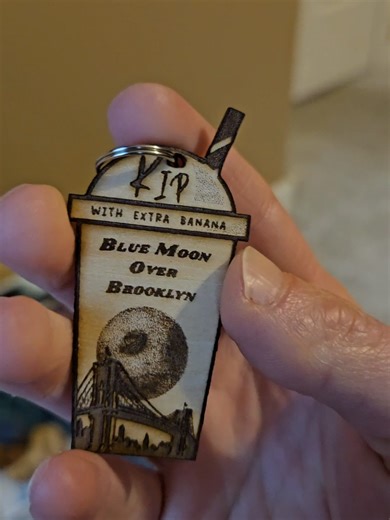 Kip
WITH EXTRA BANANA
BLUE MOON
OVER
BROOKLYN